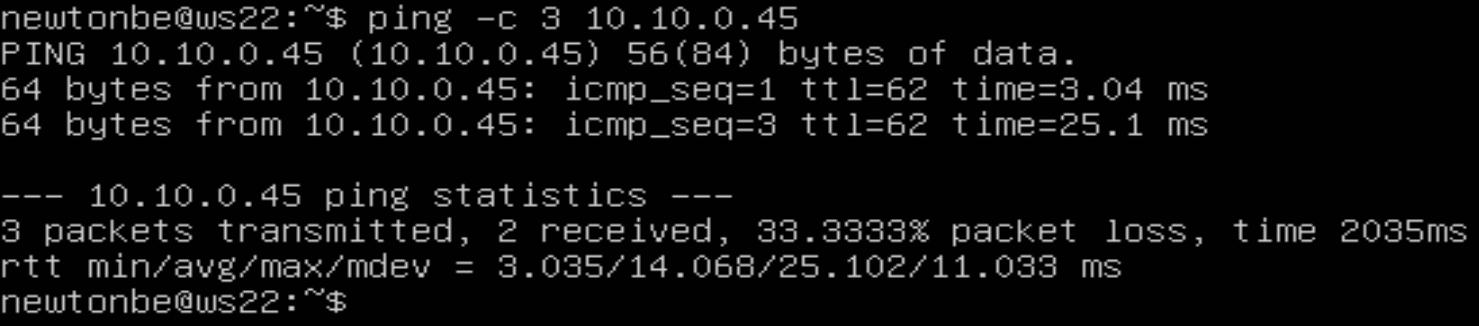 newtonbe@ws22:~$ ping -c 3 10.10.0.45
PING 10.10.0.45 (10.10.0.45) 56(84) bytes of data.
64 bytes from 10.10.0.45: icmp_seq=1 ttl=62 time=3.04 ms
64 bytes from 10.10.0.45: icmp_seq=3 ttl=62 time=25.1 ms

--- 10.10.0.45 ping statistics ---
3 packets transmitted, 2 received, 33.3333% packet loss, time 2035ms
rtt min/avg/max/mdev = 3.035/14.068/25.102/11.033 ms
newtonbe@ws22:~$